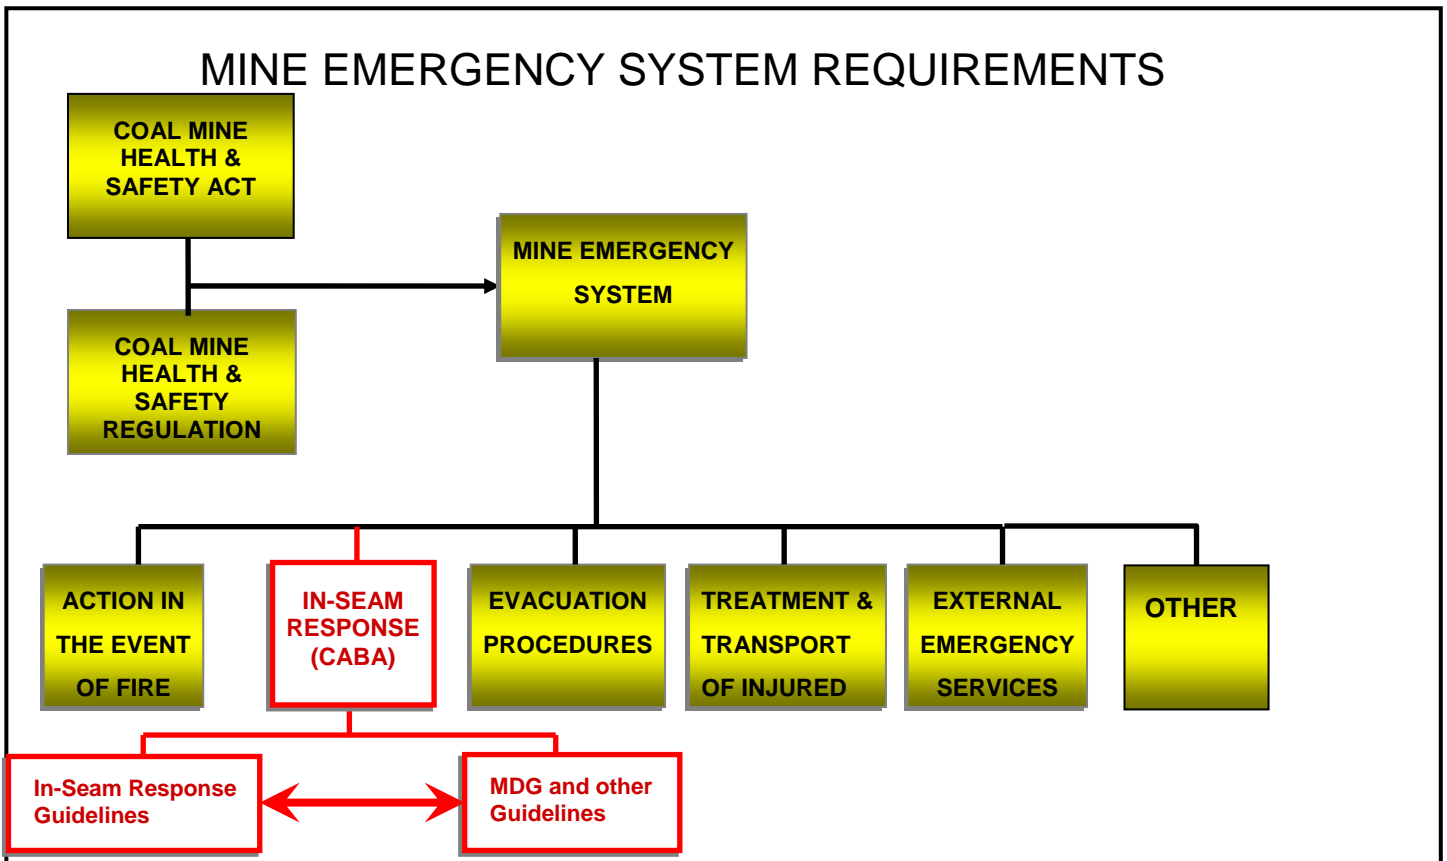 MINE EMERGENCY SYSTEM REQUIREMENTS
COAL MINE
HEALTH &
SAFETY ACT
MINE EMERGENCY
SYSTEM
COAL MINE
HEALTH &
SAFETY
REGULATION
ACTION IN
THE EVENT
OF FIRE
IN-SEAM
RESPONSE
(CABA)
EVACUATION
PROCEDURES
TREATMENT &
TRANSPORT
OF INJURED
EXTERNAL
EMERGENCY
SERVICES
OTHER
In-Seam Response
Guidelines
MDG and other
Guidelines